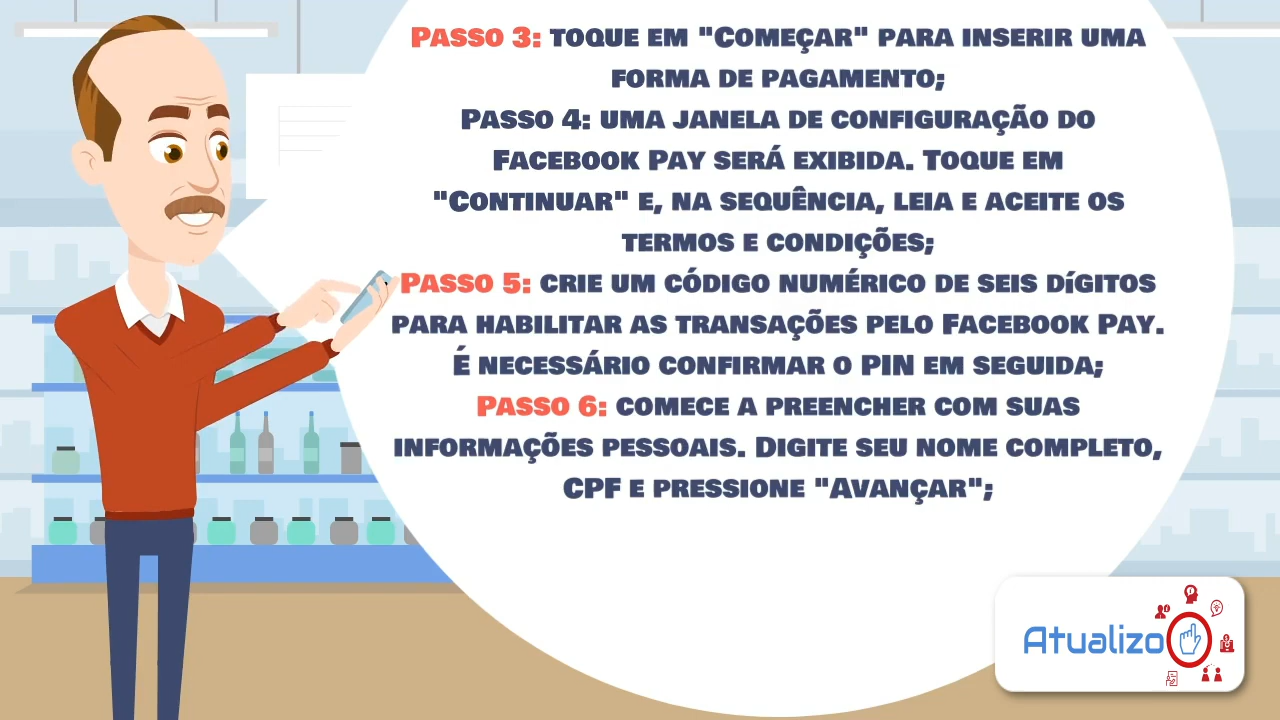 Passo 3: toque em "Começar" para inserir uma
forma de pagamento;
Passo 4: uma janela de configuração do
Facebook Pay será exibida. Toque em
"Continuar" e, na sequência, leia e aceite os
termos e condições;
Passo 5: crie um código numérico de seis dígitos
para habilitar as transações pelo Facebook Pay.
É necessário confirmar o PIN em seguida;
Passo 6: comece a preencher com suas
informações pessoais. Digite seu nome completo,
CPF e pressione "Avançar";
Atualizo